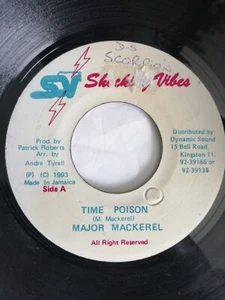 D-S
SCORPIO
SV Shocking Vibes
Prod. by
Patrick Roberts
Arr. by
Andre Tyrell
(P) (C) 1993
Made In Jamaica
Side A
Distributed by
Dynamic Sound
15 Bell Road
Kingston 11.
92-39166 or
92-39138
TIME POISON
(M. Mackerel)
MAJOR MACKEREL
All Right Reserved